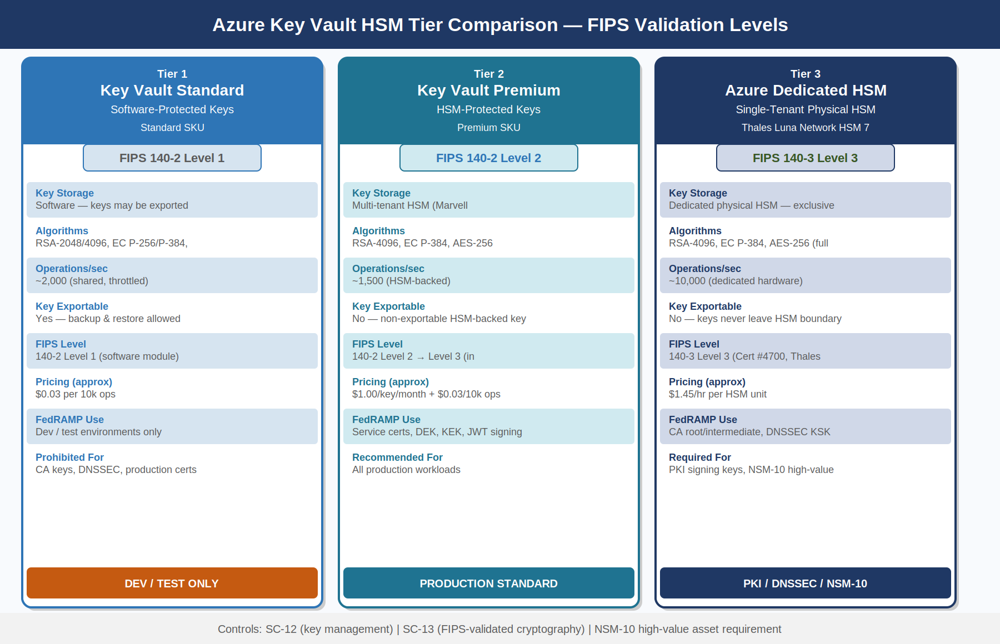 Azure Key Vault HSM Tier Comparison — FIPS Validation Levels
Tier 1
Key Vault Standard
Software-Protected Keys
Standard SKU
FIPS 140-2 Level 1
Key Storage
Software — keys may be exported
Algorithms
RSA-2048/4096, EC P-256/P-384,
Operations/sec
~2,000 (shared, throttled)
Key Exportable
Yes — backup & restore allowed
FIPS Level
140-2 Level 1 (software module)
Pricing (approx)
$0.03 per 10k ops
FedRAMP Use
Dev / test environments only
Prohibited For
CA keys, DNSSEC, production certs
DEV / TEST ONLY
Tier 2
Key Vault Premium
HSM-Protected Keys
Premium SKU
FIPS 140-2 Level 2
Key Storage
Multi-tenant HSM (Marvell
Algorithms
RSA-4096, EC P-384, AES-256
Operations/sec
~1,500 (HSM-backed)
Key Exportable
No — non-exportable HSM-backed key
FIPS Level
140-2 Level 2 → Level 3 (in
Pricing (approx)
$1.00/key/month + $0.03/10k ops
FedRAMP Use
Service certs, DEK, KEK, JWT signing
Recommended For
All production workloads
PRODUCTION STANDARD
Tier 3
Azure Dedicated HSM
Single-Tenant Physical HSM
Thales Luna Network HSM 7
FIPS 140-3 Level 3
Key Storage
Dedicated physical HSM — exclusive
Algorithms
RSA-4096, EC P-384, AES-256 (full
Operations/sec
~10,000 (dedicated hardware)
Key Exportable
No — keys never leave HSM boundary
FIPS Level
140-3 Level 3 (Cert #4700, Thales
Pricing (approx)
$1.45/hr per HSM unit
FedRAMP Use
CA root/intermediate, DNSSEC KSK
Required For
PKI signing keys, NSM-10 high-value
PKI / DNSSEC / NSM-10
Controls: SC-12 (key management) | SC-13 (FIPS-validated cryptography) | NSM-10 high-value asset requirement